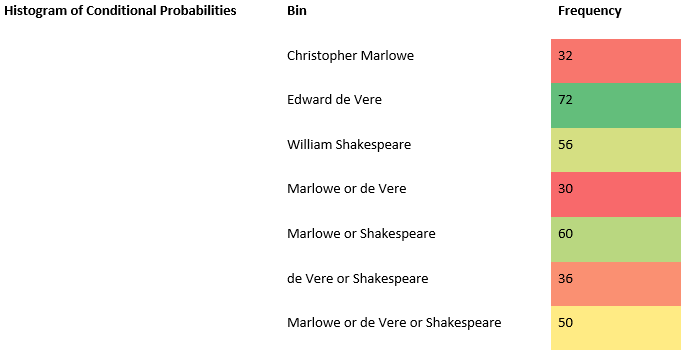 Histogram of Conditional Probabilities Bin Frequency
Christopher Marlowe 32
Edward de Vere 72
William Shakespeare 56
Marlowe or de Vere 30
Marlowe or Shakespeare 60
de Vere or Shakespeare 36
Marlowe or de Vere or Shakespeare 50